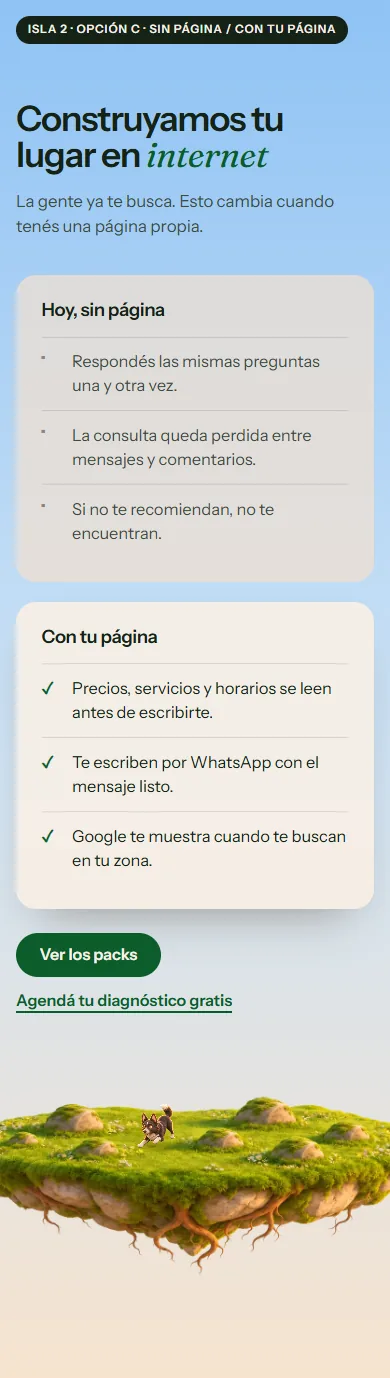 ISLA 2 · OPCIÓN C · SIN PÁGINA / CON TU PÁGINA
Construyamos tu
lugar en internet
La gente ya te busca. Esto cambia cuando
tenés una página propia.
Hoy, sin página
Respondés las mismas preguntas
una y otra vez.
La consulta queda perdida entre
mensajes y comentarios.
Si no te recomiendan, no te
encuentran.
Con tu página
✓ Precios, servicios y horarios se leen
antes de escribirte.
✓ Te escriben por WhatsApp con el
mensaje listo.
✓ Google te muestra cuando te buscan
en tu zona.
Ver los packs
Agendá tu diagnóstico gratis